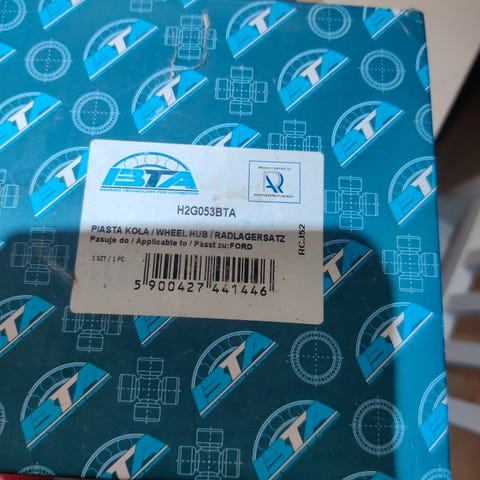 BTA
H2G053BTA
PIASTA KOŁA / WHEEL HUB / RADLAGERSATZ
Pasuje do / Applicable to / Passt zu: FORD
1 SZT / 1 PC
RCJ52
5 900427 441446